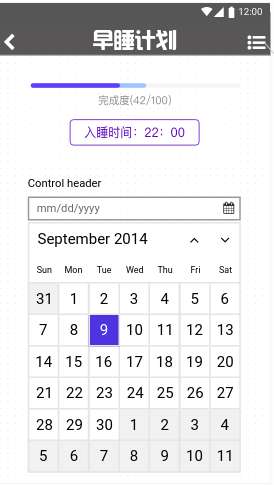 12:00
早睡计划
完成度(42/100)
入睡时间：22：00
Control header
mm/dd/yyyy
September 2014
Sun Mon Tue Wed Thu Fri Sat
31 1 2 3 4 5 6
7 8 9 10 11 12 13
14 15 16 17 18 19 20
21 22 23 24 25 26 27
28 29 30 1 2 3 4
5 6 7 8 9 10 11